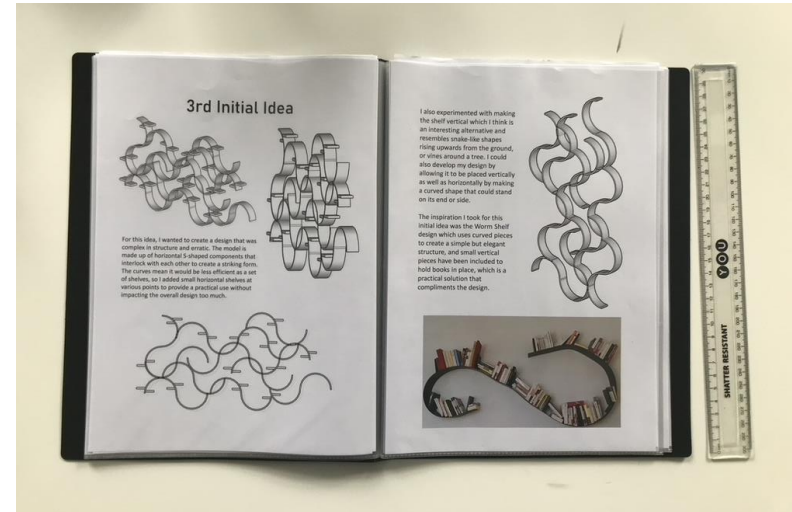 3rd Initial Idea
For this idea, I wanted to create a design that was
complex in structure and erratic. The model is
made up of horizontal S-shaped components that
interlock with each other to create a striking form.
The curves mean it would be less efficient as a set
of shelves, so I added small horizontal shelves at
various points to provide a practical use without
impacting the overall design too much.
I also experimented with making
the shelf vertical which I think is
an interesting alternative and
resembles snake-like shapes
rising upwards from the ground,
or vines around a tree. I could
also develop my design by
allowing it to be placed vertically
as well as horizontally by making
a curved shape that could stand
on its end or side.
The inspiration I took for this
initial idea was the Worm Shelf
design which uses curved pieces
to create a simple but elegant
structure, and small vertical
pieces have been included to
hold books in place, which is a
practical solution that
compliments the design.
YOU
SHATTER RESISTANT